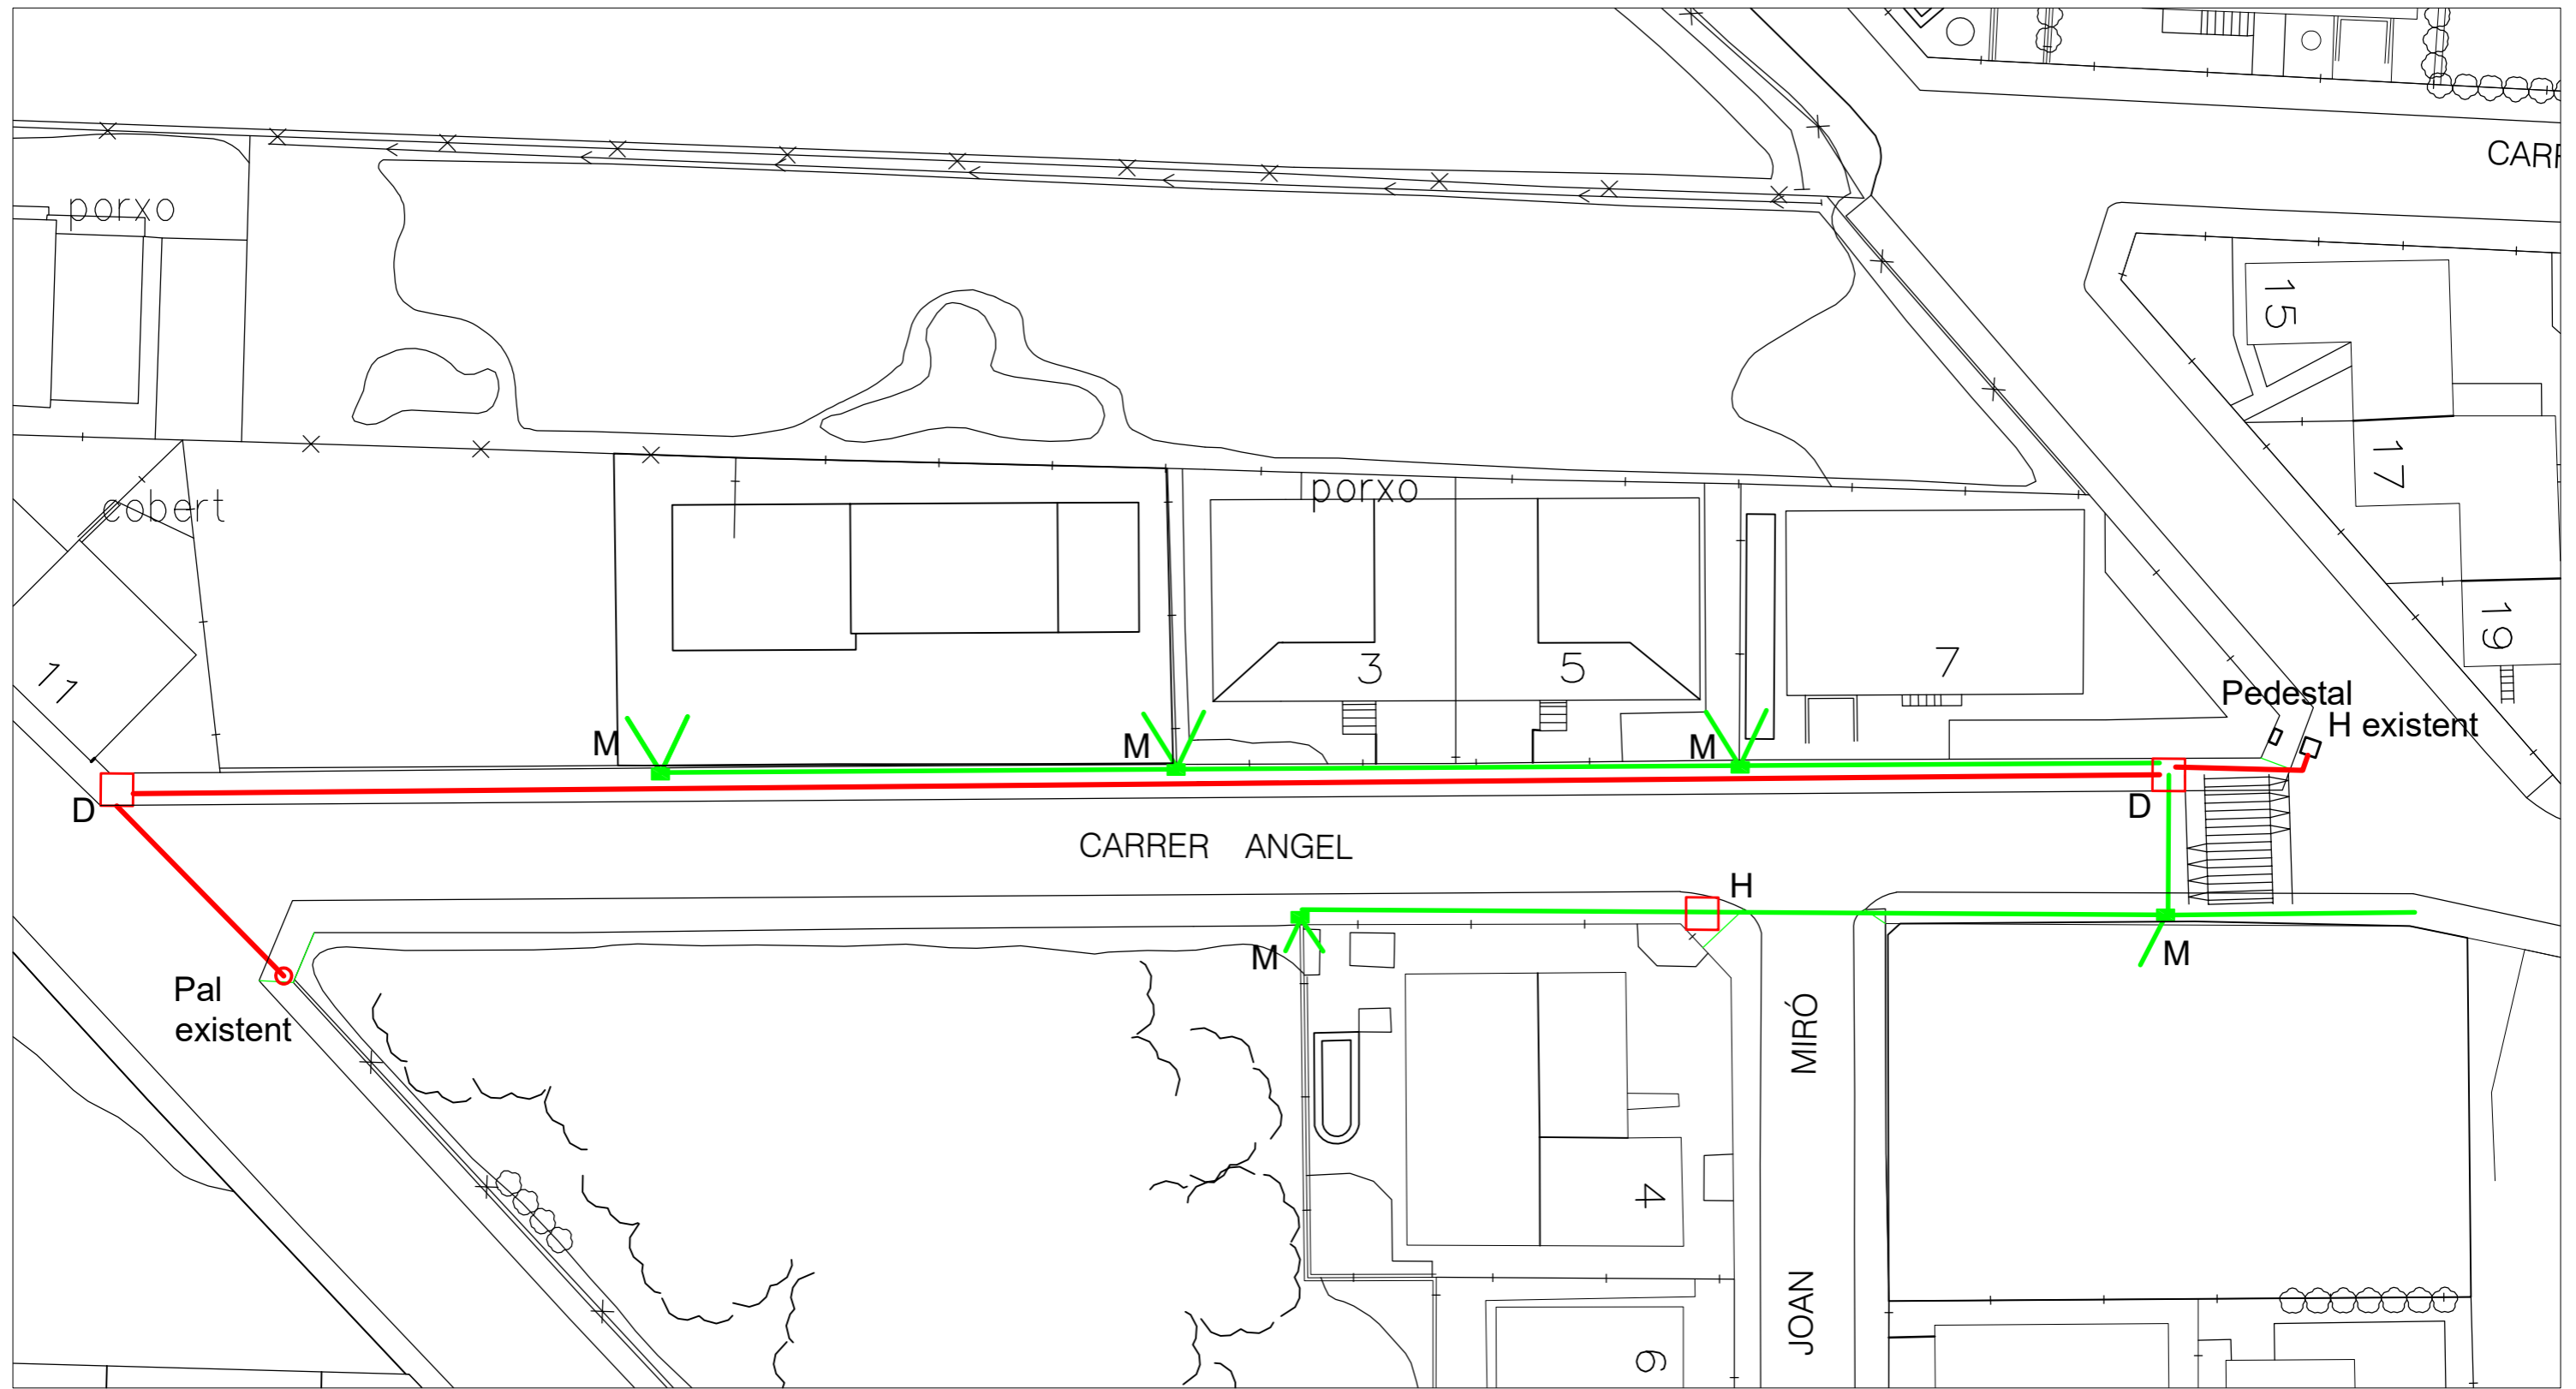 CARR
porxo
15
17
porxo
cobert
19
3
5
7
11
Pedestal
H existent
M
M
M
D
D
CARRER ANGEL
H
M
M
Pal
existent
JOAN MIRÓ
4
6